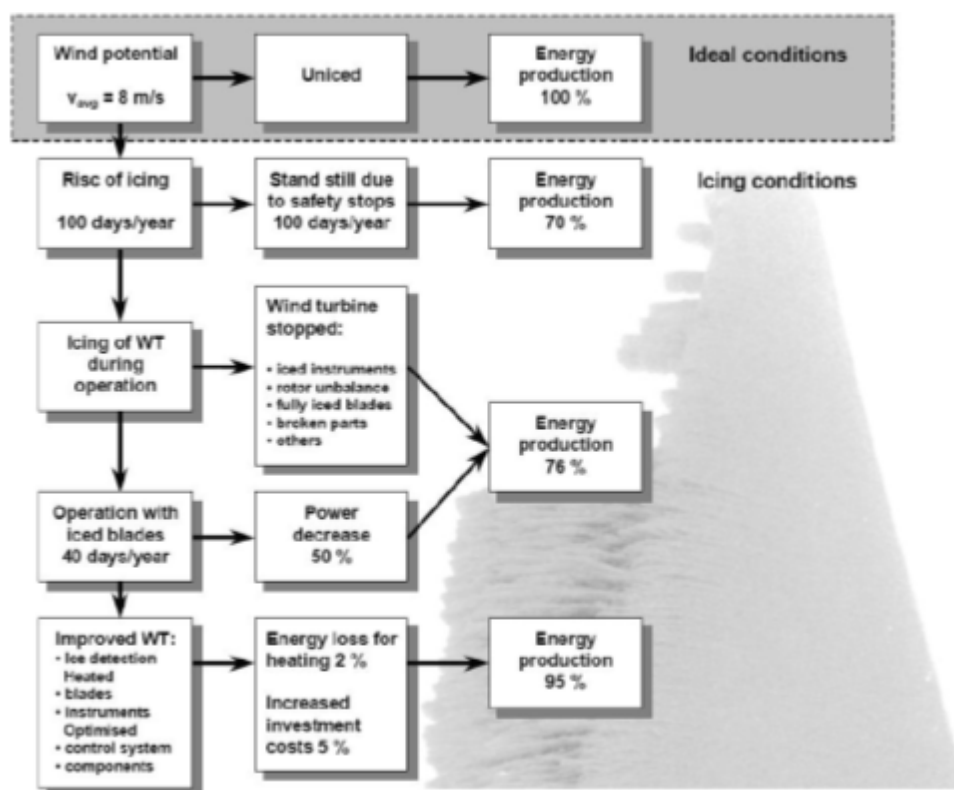 Wind potential
v avg = 8 m/s
Uniced
Energy
production
100 %
Ideal conditions
Risc of icing
100 days/year
Stand still due
to safety stops
100 days/year
Energy
production
70 %
Icing conditions
Icing of WT
during
operation
Wind turbine
stopped:
• iced instruments
• rotor unbalance
• fully iced blades
• broken parts
• others
Energy
production
76 %
Operation with
iced blades
40 days/year
Power
decrease
50 %
Improved WT:
• Ice detection
Heated
• blades
• instruments
Optimised
• control system
• components
Energy loss for
heating 2 %
Increased
investment
costs 5 %
Energy
production
95 %